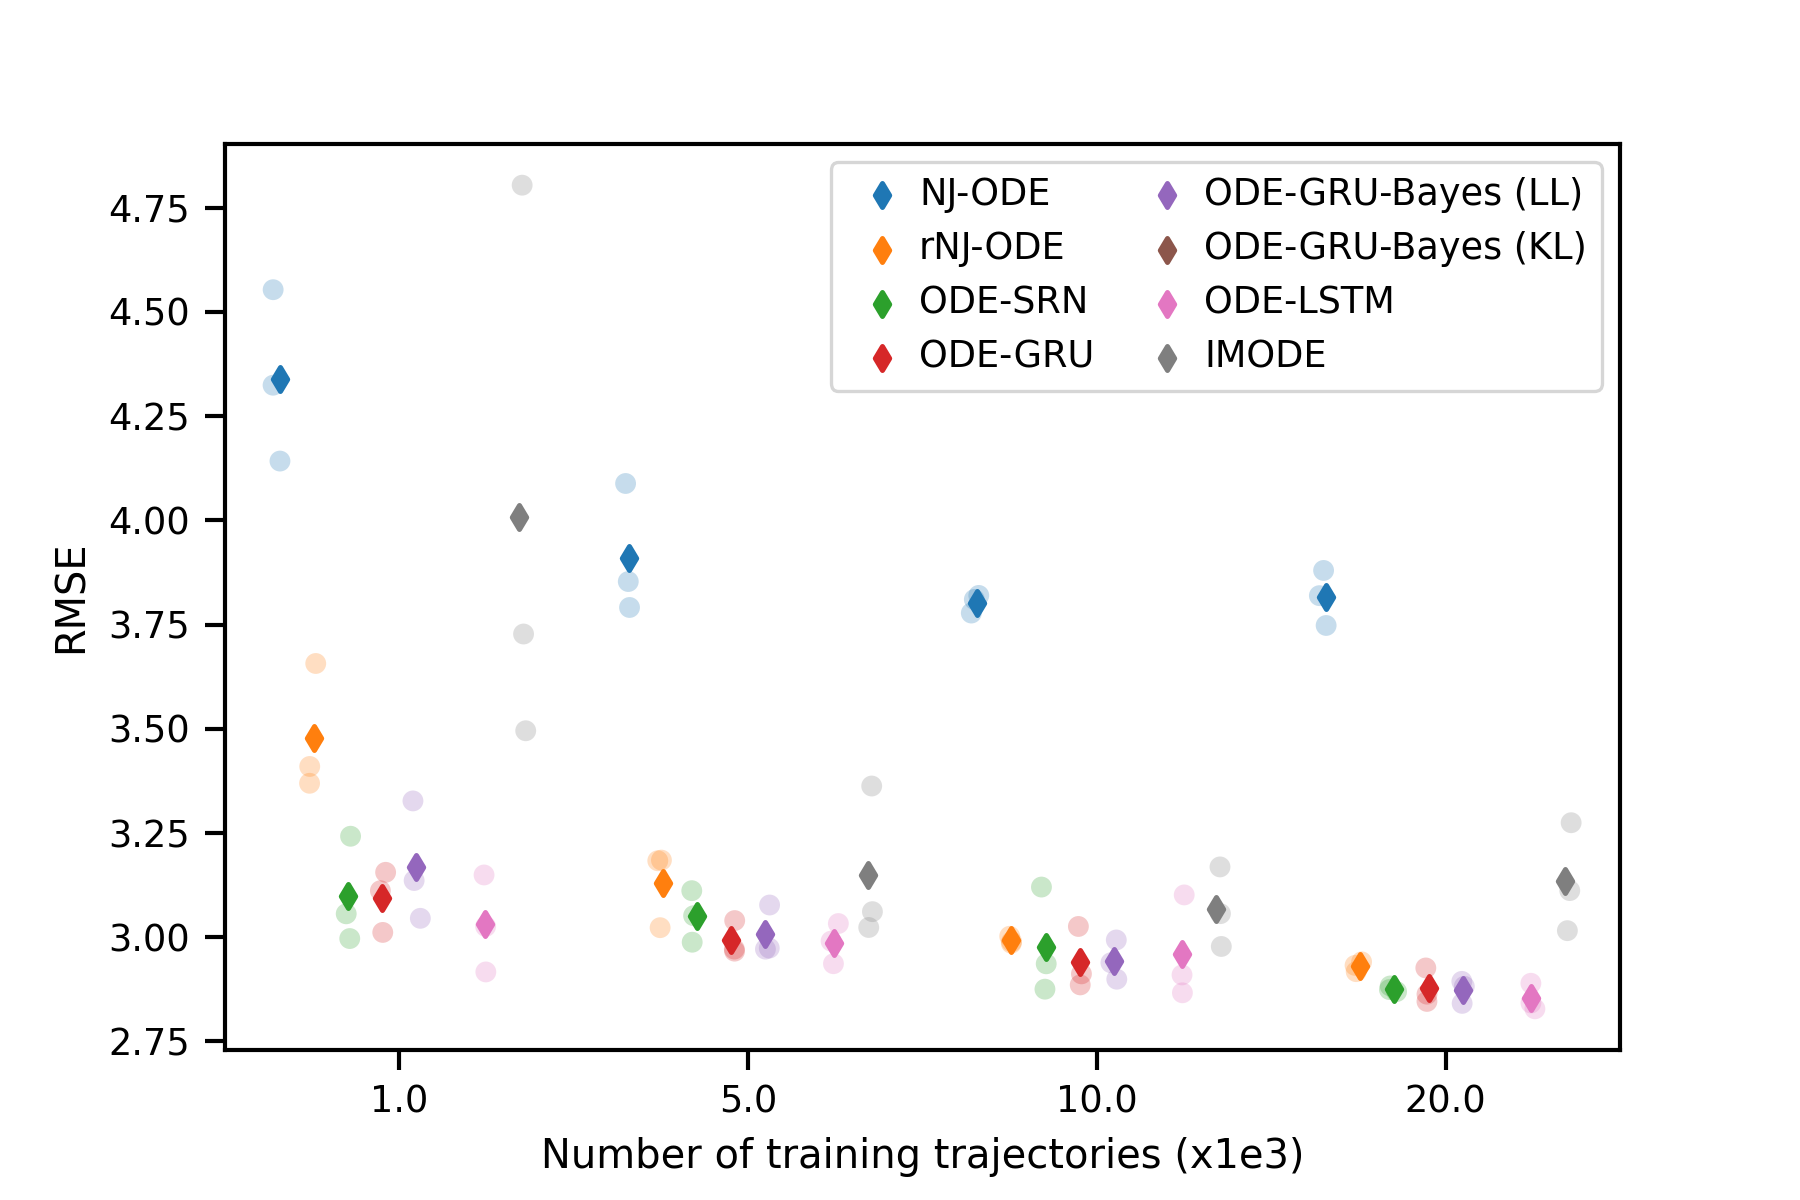 NJ-ODE
rNJ-ODE
ODE-SRN
ODE-GRU
ODE-GRU-Bayes (LL)
ODE-GRU-Bayes (KL)
ODE-LSTM
IMODE
RMSE
4.75
4.50
4.25
4.00
3.75
3.50
3.25
3.00
2.75
1.0 5.0 10.0 20.0
Number of training trajectories (x1e3)